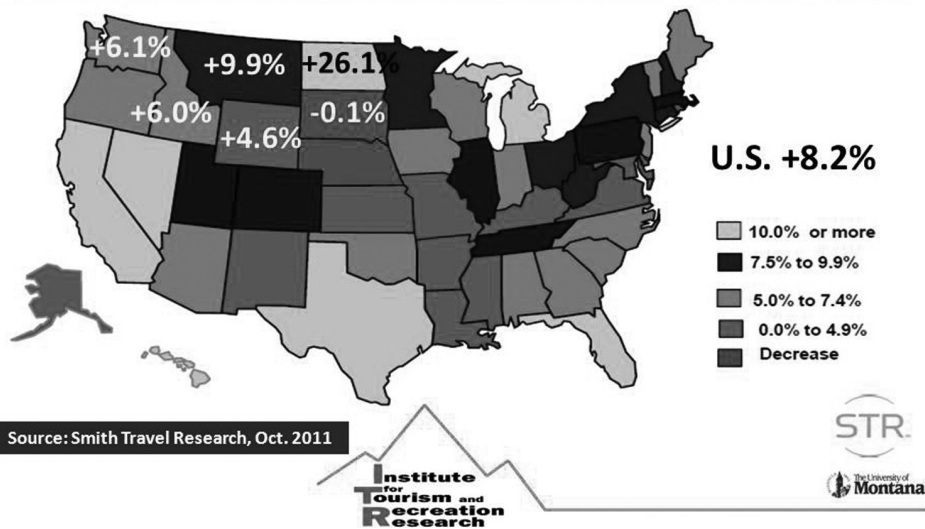 +6.1%
+9.9%
+26.1%
+6.0%
+4.6%
-0.1%
U.S. +8.2%
10.0% or more
7.5% to 9.9%
5.0% to 7.4%
0.0% to 4.9%
Decrease
Source: Smith Travel Research, Oct. 2011
STR
Institute
for
Tourism and
Recreation
Research
The University of
Montana